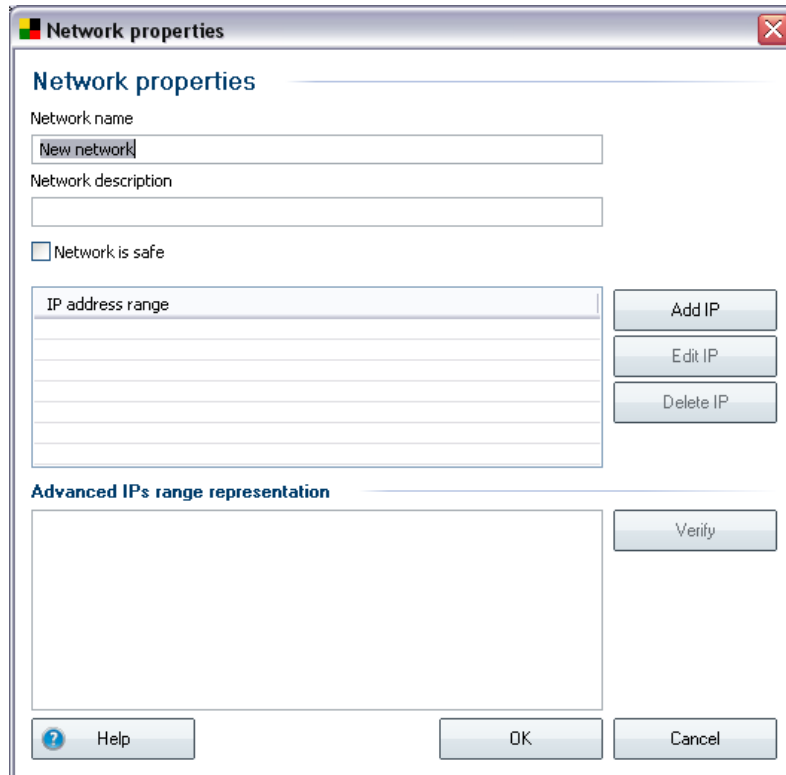 Network properties
Network properties
Network name
New network
Network description
Network is safe
IP address range
Add IP
Edit IP
Delete IP
Advanced IPs range representation
Verify
Help
OK
Cancel